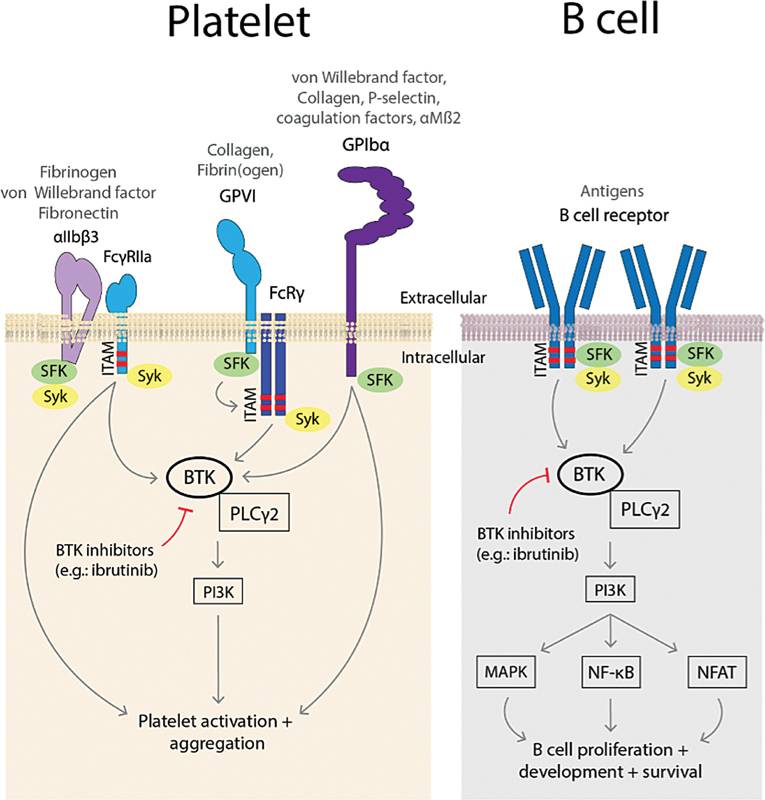 Platelet
von Willebrand factor,
Collagen, P-selectin,
coagulation factors, αMß2
GPIbα
Collagen,
Fibrin(ogen)
GPVI
Fibrinogen
von Willebrand factor
Fibronectin
αIIbβ3
FcγRIIa
FcRγ
Extracellular
Intracellular
ITAM
SFK
Syk
Syk
SFK
ITAM
Syk
SFK
BTK
PLCγ2
BTK inhibitors
(e.g.: ibrutinib)
PI3K
Platelet activation +
aggregation
B cell
Antigens
B cell receptor
ITAM
SFK
Syk
ITAM
SFK
Syk
BTK
PLCγ2
BTK inhibitors
(e.g.: ibrutinib)
PI3K
MAPK
NF-κB
NFAT
B cell proliferation +
development + survival